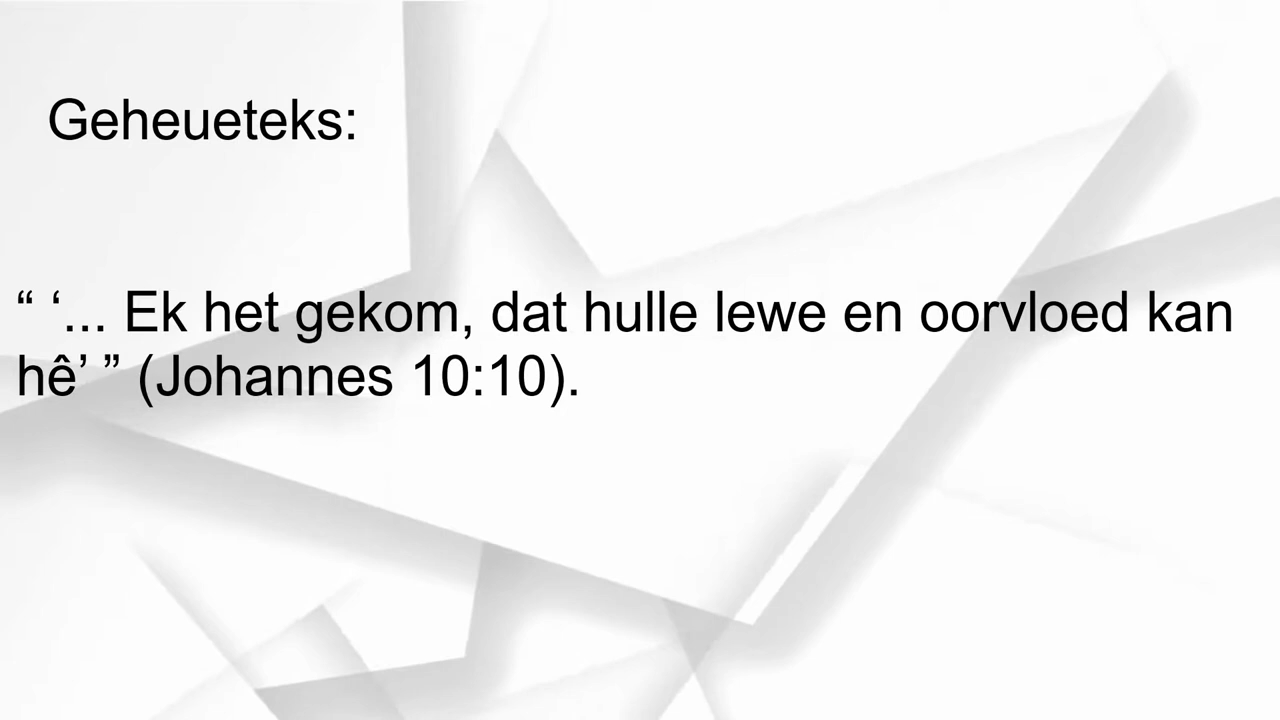 Geheueteks:
“ ‘... Ek het gekom, dat hulle lewe en oorvloed kan
hê’ ” (Johannes 10:10).